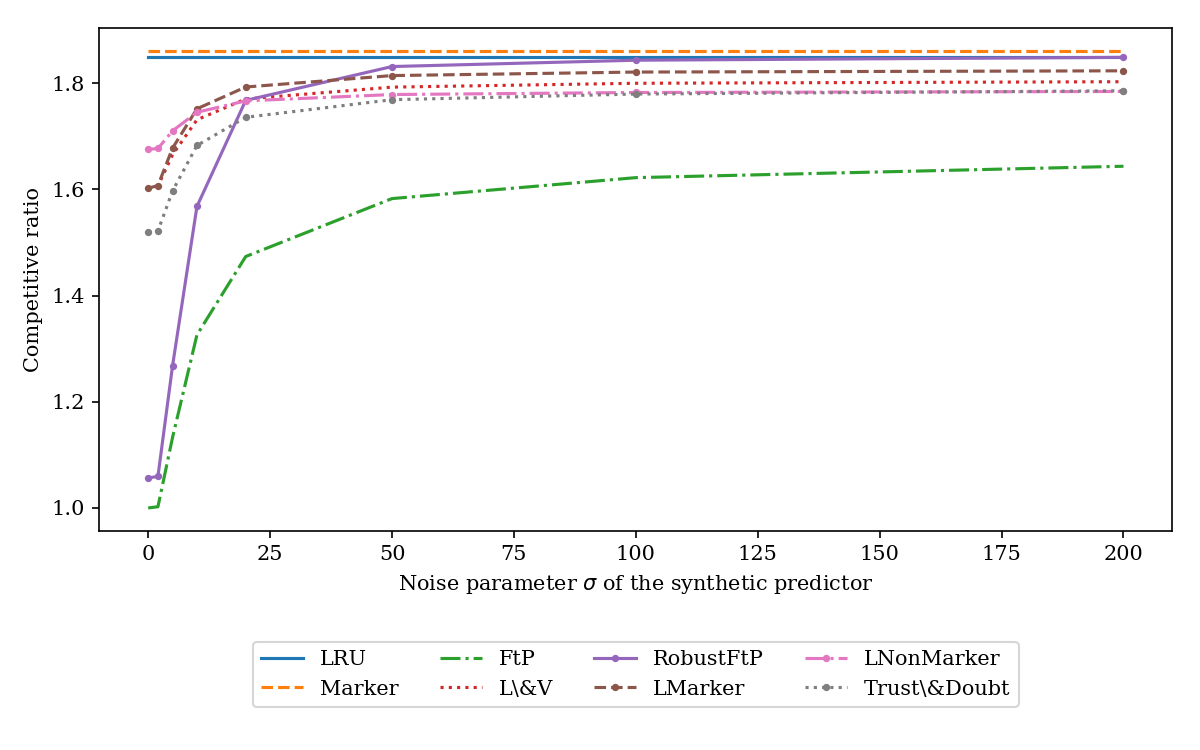 Competitive ratio
1.8
1.6
1.4
1.2
1.0
0 25 50 75 100 125 150 175 200
Noise parameter σ of the synthetic predictor
LRU FtP RobustFtP LNonMarker
Marker L\&V LMarker Trust\&Doubt